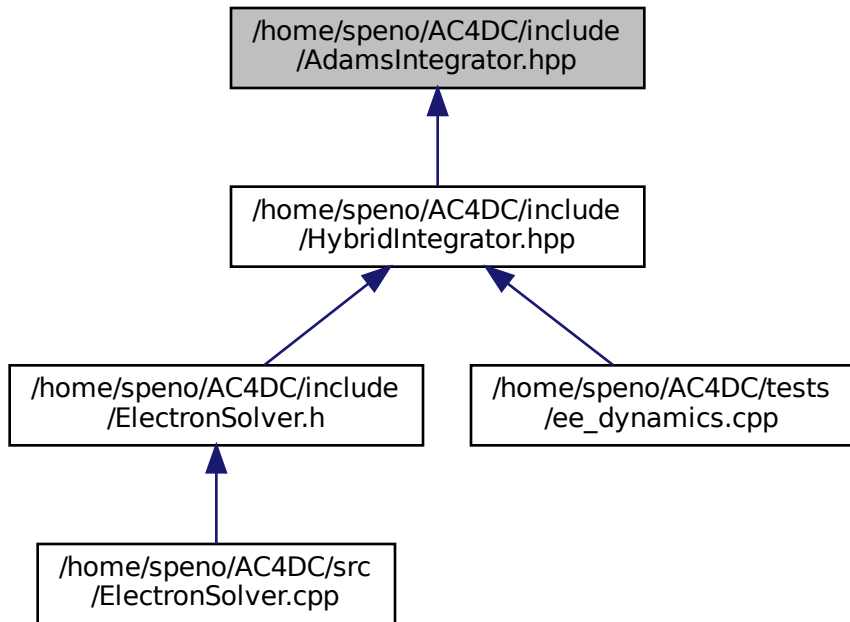 /home/speno/AC4DC/include
/AdamsIntegrator.hpp
/home/speno/AC4DC/include
/HybridIntegrator.hpp
/home/speno/AC4DC/include
/ElectronSolver.h
/home/speno/AC4DC/tests
/ee_dynamics.cpp
/home/speno/AC4DC/src
/ElectronSolver.cpp